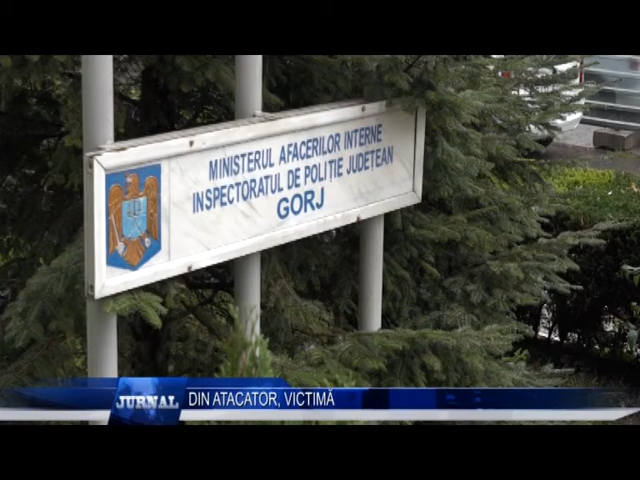 MINISTERUL AFACERILOR INTERNE
INSPECTORATUL DE POLIȚIE JUDEȚEAN
GORJ
JURNAL
DIN ATACATOR, VICTIMĂ